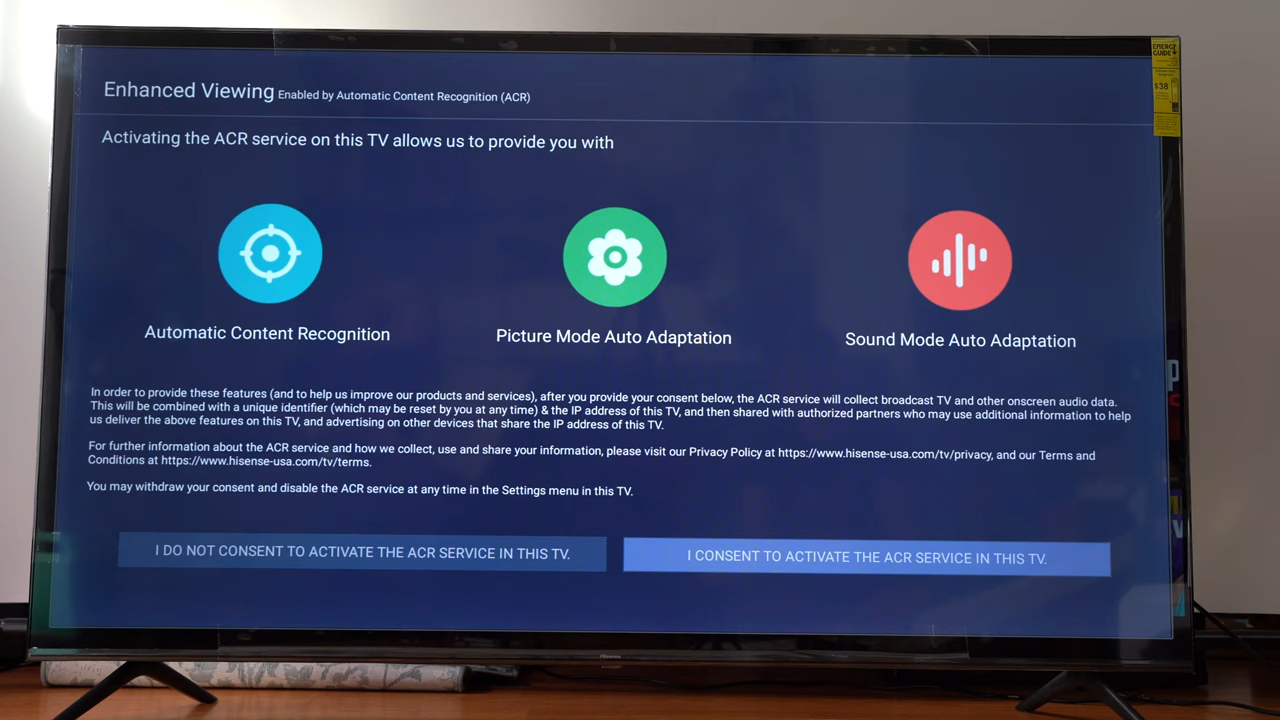 Enhanced Viewing Enabled by Automatic Content Recognition (ACR)
Activating the ACR service on this TV allows us to provide you with
Automatic Content Recognition
Picture Mode Auto Adaptation
Sound Mode Auto Adaptation
In order to provide these features (and to help us improve our products and services), after you provide your consent below, the ACR service will collect broadcast TV and other onscreen audio data.
This will be combined with a unique identifier (which may be reset by you at any time) & the IP address of this TV, and then shared with authorized partners who may use additional information to help
us deliver the above features on this TV, and advertising on other devices that share the IP address of this TV.
For further information about the ACR service and how we collect, use and share your information, please visit our Privacy Policy at https://www.hisense-usa.com/tv/privacy, and our Terms and
Conditions at https://www.hisense-usa.com/tv/terms.
You may withdraw your consent and disable the ACR service at any time in the Settings menu in this TV.
I DO NOT CONSENT TO ACTIVATE THE ACR SERVICE IN THIS TV.
I CONSENT TO ACTIVATE THE ACR SERVICE IN THIS TV.
ENERGY
GUIDE
$38
Hisense